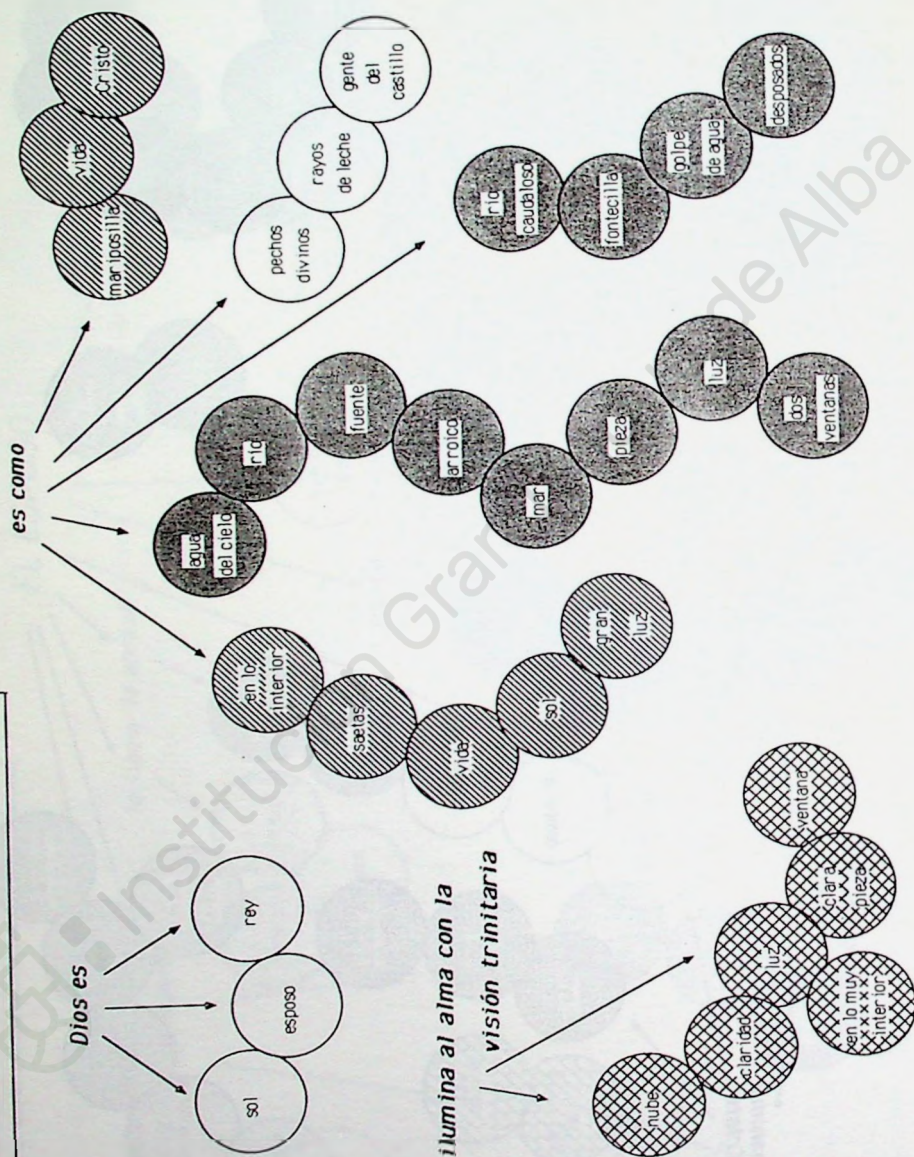 Dios es
sol
esposo
rey
ilumina al alma con la
visión trinitaria
nube
claridad
luz
en lo muy
interior
clara
pieza
ventana
es como
en lo
interior
saetas
vida
sol
gran
luz
agua
del cielo
río
fuente
arroico
mar
pieza
luz
dos
ventanas
río
caudaloso
fontecilla
golpe
de agua
desposados
pechos
divinos
rayos
de leche
gente
del
castillo
mariposilla
vida
Cristo
Gran de Alba